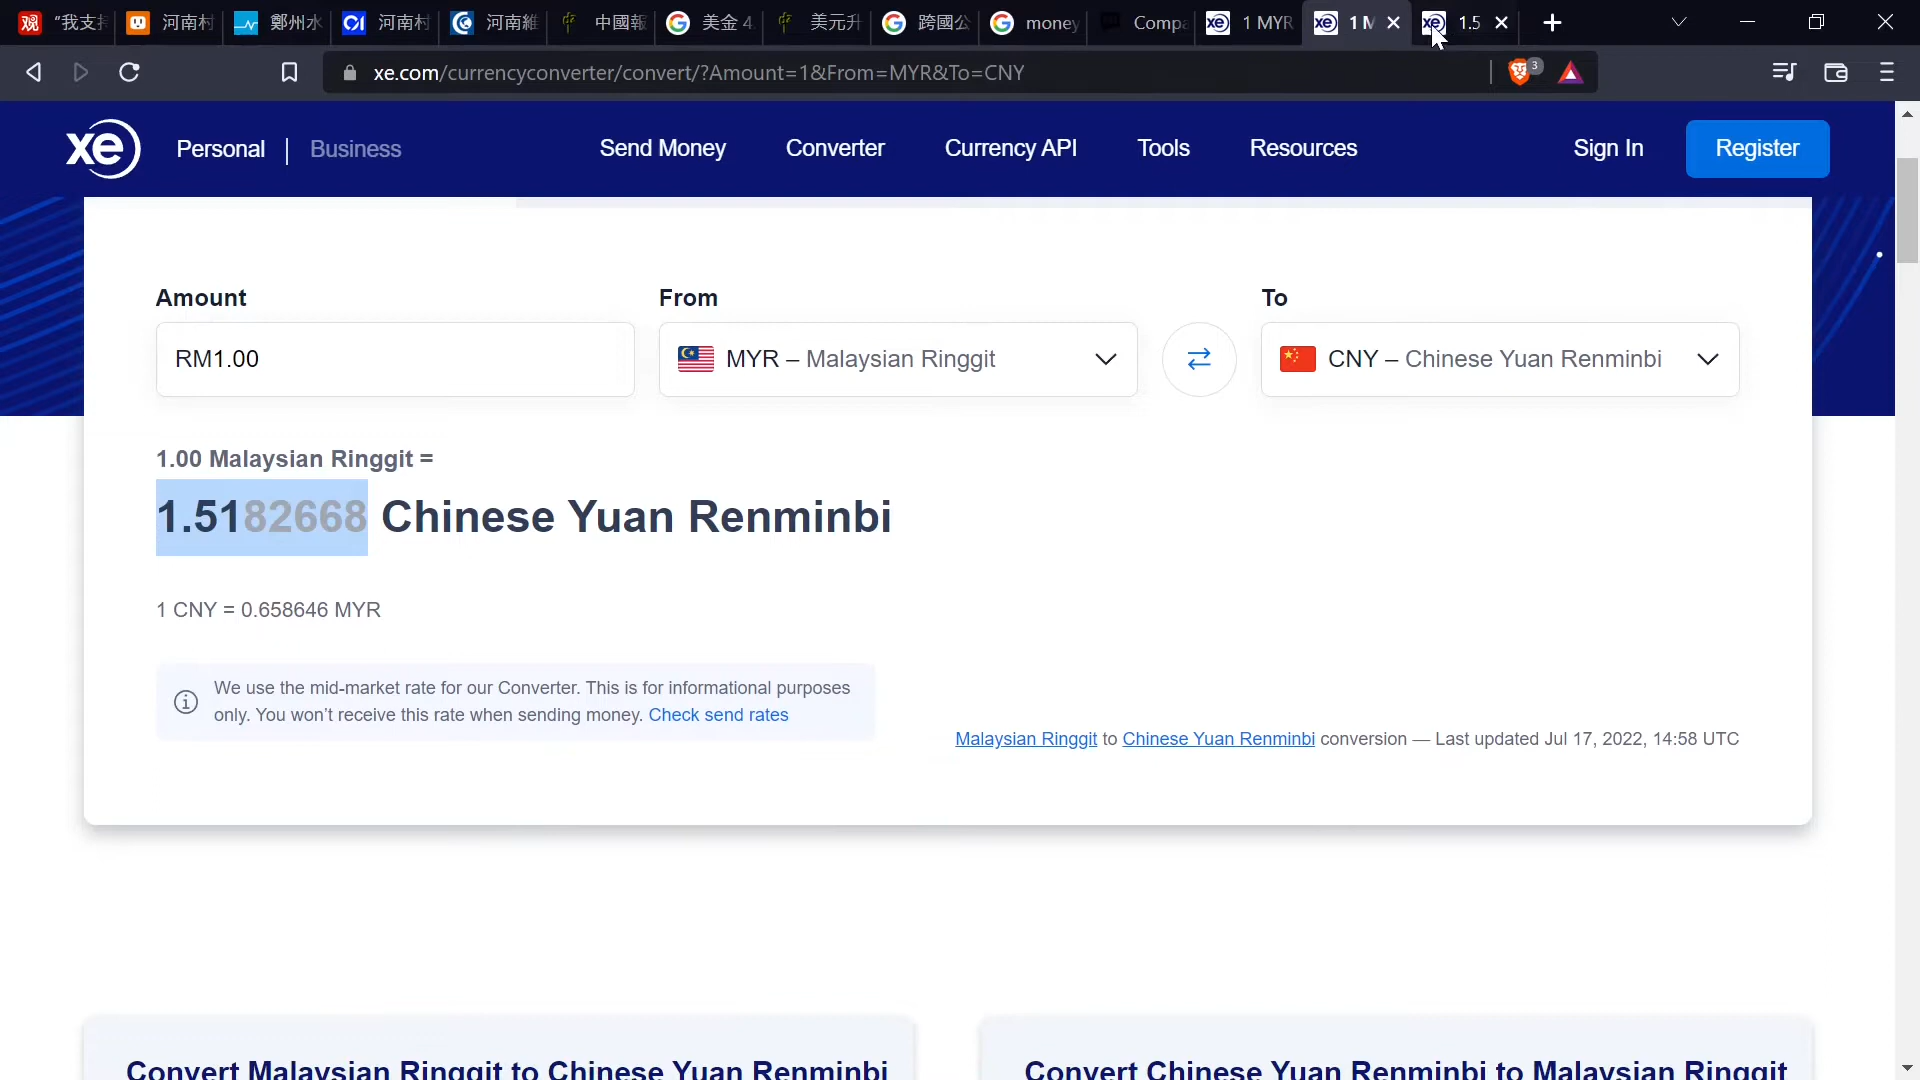 "我支持
河南村
鄭州水
河南村
河南維
中國報
美金 4
美元升
跨國公
money
Compa
1 MYR
1 M
1.5
xe.com/currencyconverter/convert/?Amount=1&From=MYR&To=CNY
3
xe
Personal | Business
Send Money
Converter
Currency API
Tools
Resources
Sign In
Register
Amount
From
To
RM1.00
MYR – Malaysian Ringgit
CNY – Chinese Yuan Renminbi
1.00 Malaysian Ringgit =
1.5182668 Chinese Yuan Renminbi
1 CNY = 0.658646 MYR
We use the mid-market rate for our Converter. This is for informational purposes
only. You won't receive this rate when sending money. Check send rates
Malaysian Ringgit to Chinese Yuan Renminbi conversion — Last updated Jul 17, 2022, 14:58 UTC
Convert Malaysian Ringgit to Chinese Yuan Renminbi
Convert Chinese Yuan Renminbi to Malaysian Ringgit